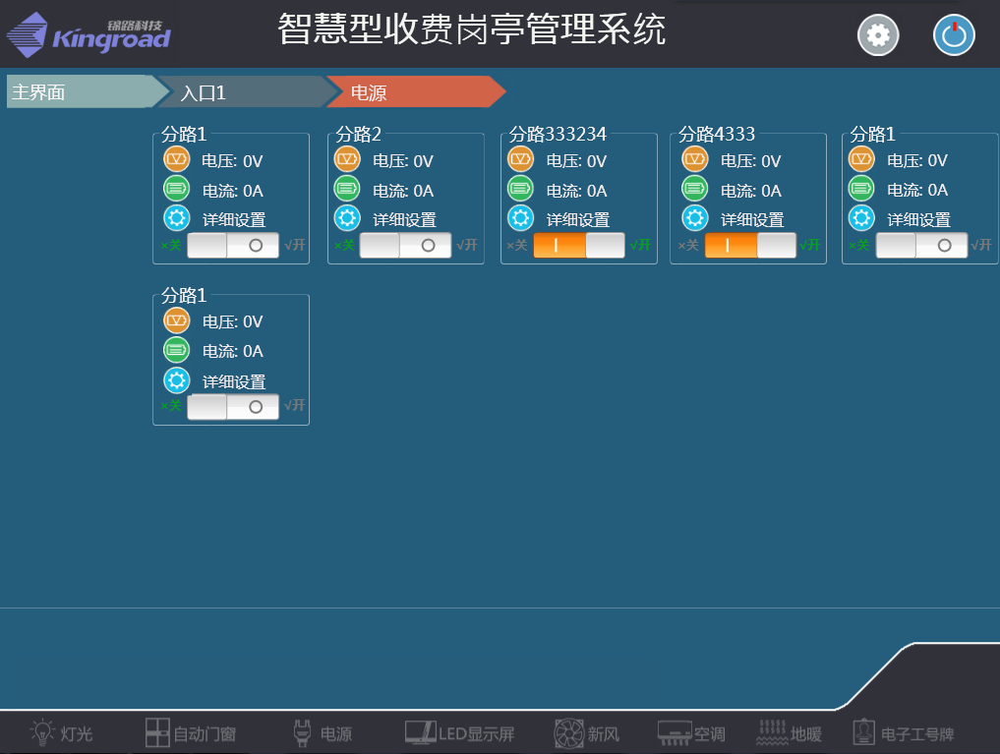 锦路科技
Kingroad
智慧型收费岗亭管理系统
主界面
入口1
电源
分路1
电压: 0V
电流: 0A
详细设置
×关
√开
分路2
电压: 0V
电流: 0A
详细设置
×关
√开
分路333234
电压: 0V
电流: 0A
详细设置
×关
√开
分路4333
电压: 0V
电流: 0A
详细设置
×关
√开
分路1
电压: 0V
电流: 0A
详细设置
×关
√开
分路1
电压: 0V
电流: 0A
详细设置
×关
√开
灯光
自动门窗
电源
LED显示屏
新风
空调
地暖
电子工号牌